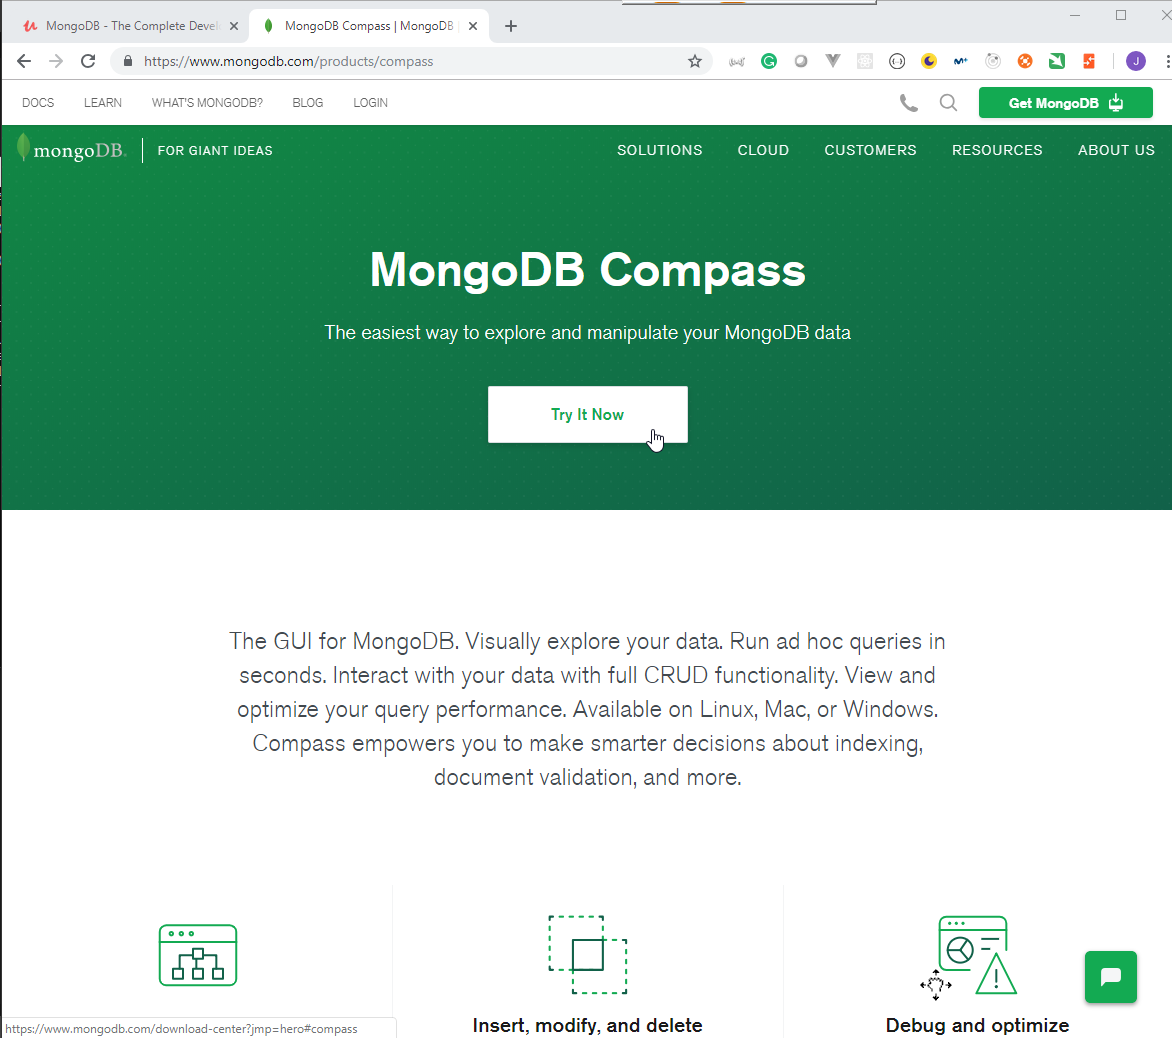 MongoDB - The Complete Devel
MongoDB Compass | MongoDB
https://www.mongodb.com/products/compass
J
DOCS LEARN WHAT'S MONGODB? BLOG LOGIN Get MongoDB
mongoDB. FOR GIANT IDEAS SOLUTIONS CLOUD CUSTOMERS RESOURCES ABOUT US
MongoDB Compass
The easiest way to explore and manipulate your MongoDB data
Try It Now
The GUI for MongoDB. Visually explore your data. Run ad hoc queries in
seconds. Interact with your data with full CRUD functionality. View and
optimize your query performance. Available on Linux, Mac, or Windows.
Compass empowers you to make smarter decisions about indexing,
document validation, and more.
Insert, modify, and delete
Debug and optimize
https://www.mongodb.com/download-center?jmp=hero#compass